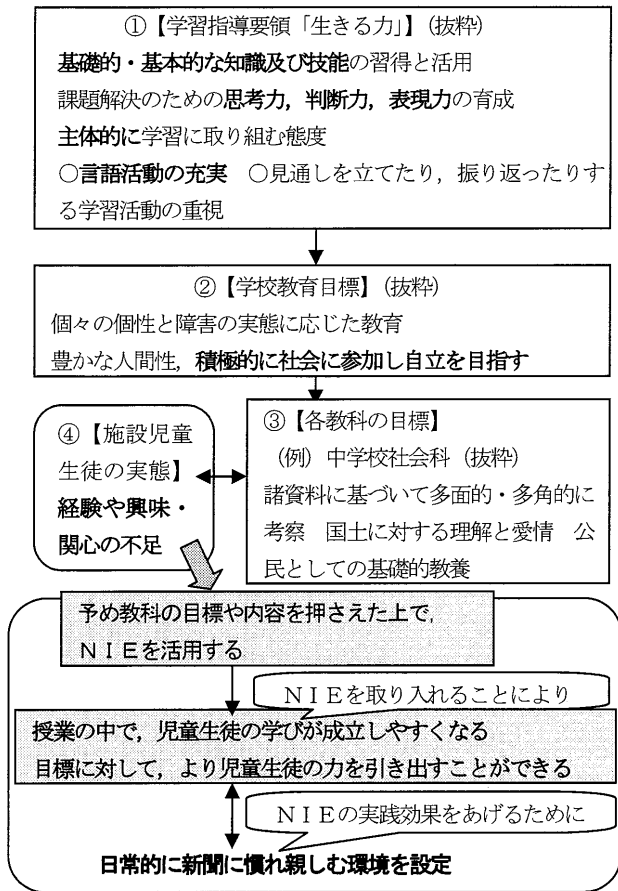 ①【学習指導要領「生きる力」】(抜粋)
基礎的・基本的な知識及び技能の習得と活用
課題解決のための思考力，判断力，表現力の育成
主体的に学習に取り組む態度
○言語活動の充実　○見通しを立てたり，振り返ったりす
る学習活動の重視
②【学校教育目標】(抜粋)
個々の個性と障害の実態に応じた教育
豊かな人間性，積極的に社会に参加し自立を目指す
④【施設児童
生徒の実態】
経験や興味・
関心の不足
③【各教科の目標】
(例) 中学校社会科 (抜粋)
諸資料に基づいて多面的・多角的に
考察　国土に対する理解と愛情　公
民としての基礎的教養
予め教科の目標や内容を押さえた上で，
ＮＩＥを活用する
ＮＩＥを取り入れることにより
授業の中で，児童生徒の学びが成立しやすくなる
目標に対して，より児童生徒の力を引き出すことができる
ＮＩＥの実践効果をあげるために
日常的に新聞に慣れ親しむ環境を設定